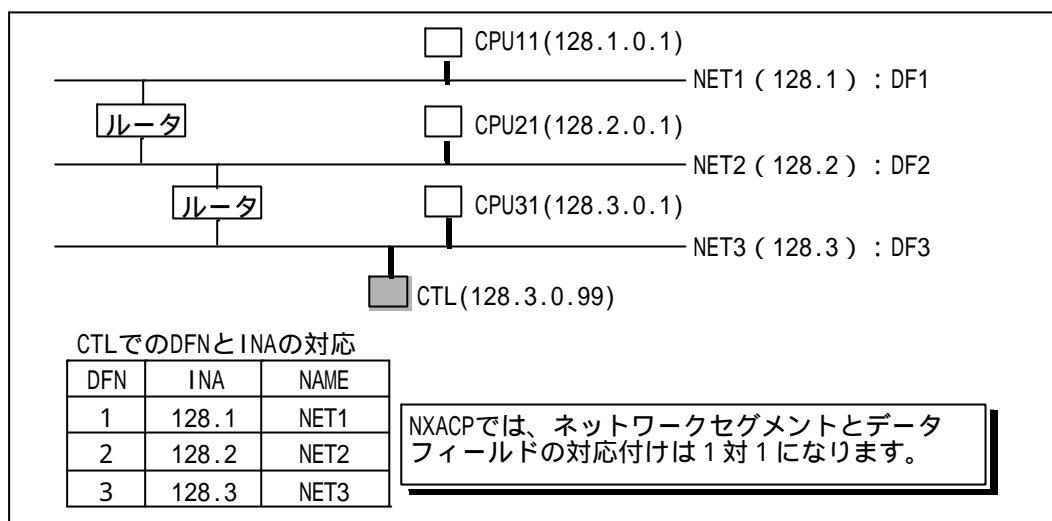 CPU11(128.1.0.1)
NET1(128.1):DF1
ルータ
CPU21(128.2.0.1)
NET2(128.2):DF2
ルータ
CPU31(128.3.0.1)
NET3(128.3):DF3
CTL(128.3.0.99)
CTLでのDFNとINAの対応
DFN INA NAME
1 128.1 NET1
2 128.2 NET2
3 128.3 NET3
NXACPでは、ネットワークセグメントとデータ
フィールドの対応付けは1対1になります。